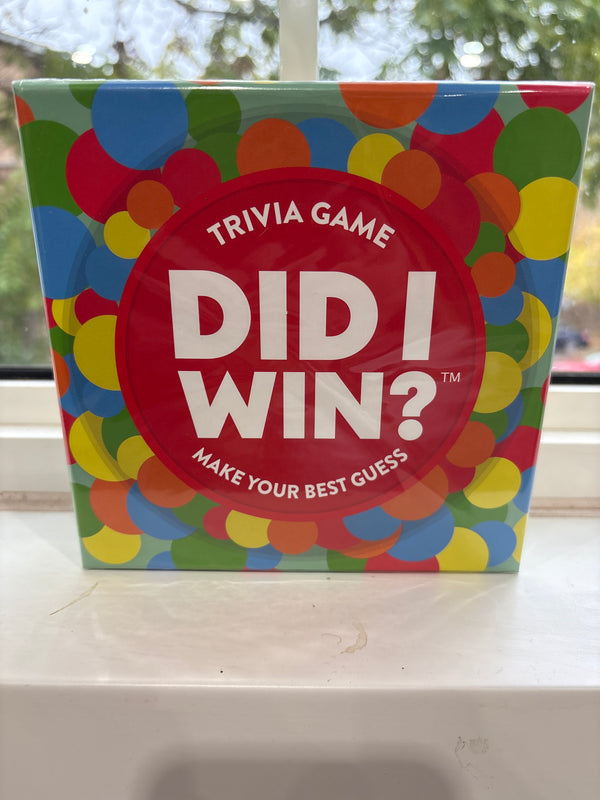 TRIVIA GAME
DID I
WIN?™
MAKE YOUR BEST GUESS